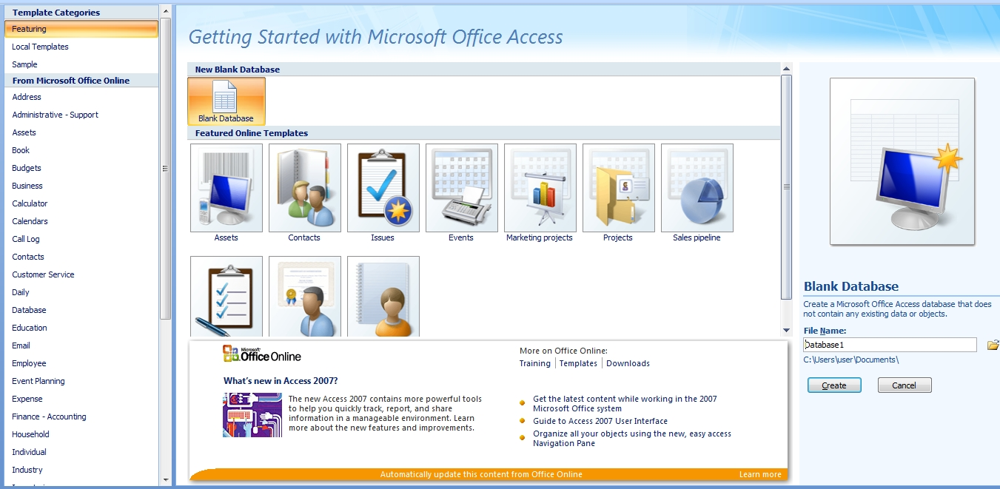 Template Categories
Featuring
Local Templates
Sample
From Microsoft Office Online
Address
Administrative - Support
Assets
Book
Budgets
Business
Calculator
Calendars
Call Log
Contacts
Customer Service
Daily
Database
Education
Email
Employee
Event Planning
Expense
Finance - Accounting
Household
Individual
Industry
Getting Started with Microsoft Office Access
New Blank Database
Blank Database
Featured Online Templates
Assets
Contacts
Issues
Events
Marketing projects
Projects
Sales pipeline
Microsoft
Office Online
What's new in Access 2007?
The new Access 2007 contains more powerful tools
to help you quickly track, report, and share
information in a manageable environment. Learn
more about the new features and improvements.
More on Office Online:
Training | Templates | Downloads
Get the latest content while working in the 2007
Microsoft Office system
Guide to Access 2007 User Interface
Organize all your objects using the new, easy access
Navigation Pane
Automatically update this content from Office Online
Learn more
Blank Database
Create a Microsoft Office Access database that does
not contain any existing data or objects.
File Name:
Database1
C:\Users\user\Documents\
Create
Cancel